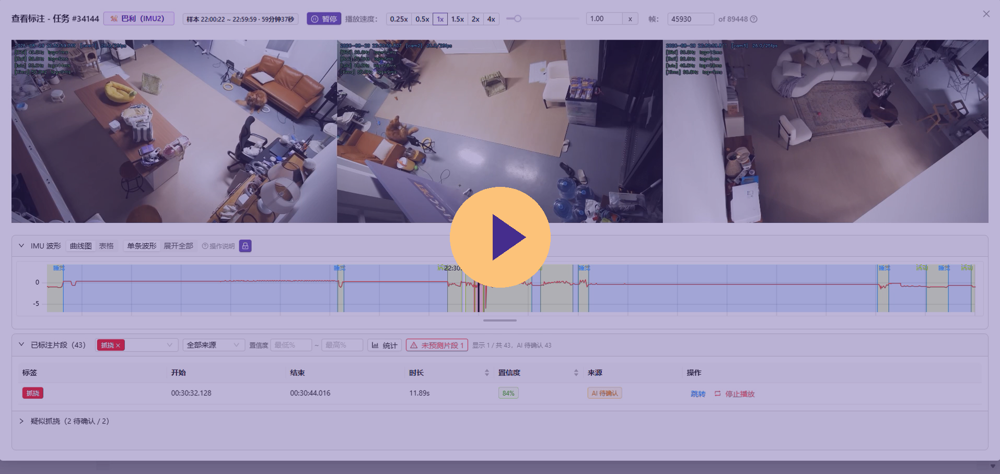 查看标注 - 任务 #34144
巴利（IMU2）
样本 22:00:22 ~ 22:59:59 · 59分钟37秒
暂停
播放速度：
0.25x 0.5x 1x 1.5x 2x 4x
1.00 x
帧：
45930
of 89448
[cam1]
[cam2]
[cam3]
IMU 波形
曲线图 表格
单条波形 展开全部
操作说明
睡觉 睡觉 22:30. 睡觉 睡觉 活动 睡觉 活动
0
-5
已标注片段（43）
抓挠 ×
全部来源
置信度 最低% ~ 最高%
统计
未预测片段 1
显示 1 / 共 43，AI 待确认 43
标签 开始 结束 时长 置信度 来源 操作
抓挠 00:30:32.128 00:30:44.016 11.89s 84% AI 待确认 跳转 停止播放
疑似抓挠（2 待确认 / 2）